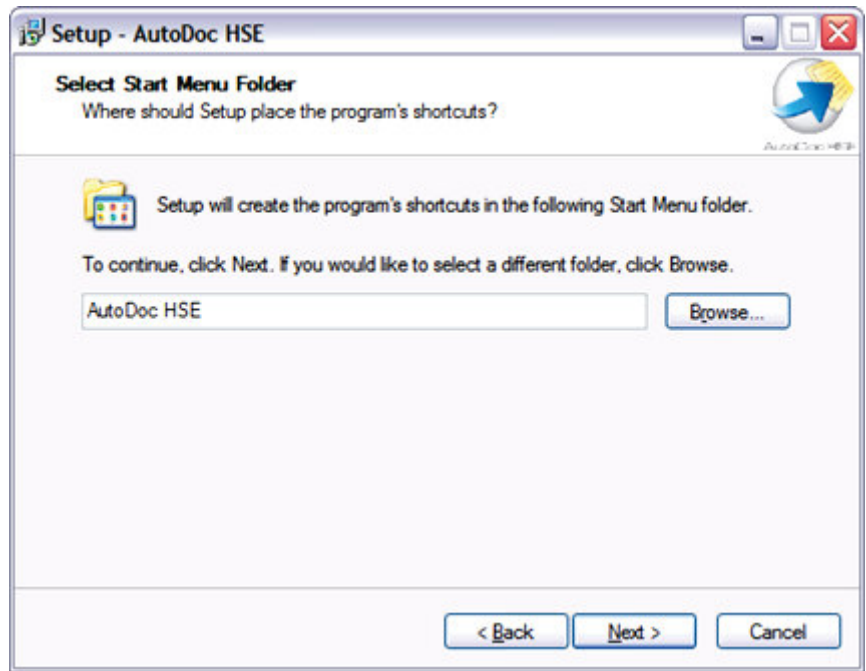 Setup - AutoDoc HSE
Select Start Menu Folder
Where should Setup place the program's shortcuts?
AutoDoc HSE
Setup will create the program's shortcuts in the following Start Menu folder.
To continue, click Next. If you would like to select a different folder, click Browse.
AutoDoc HSE
Browse...
< Back
Next >
Cancel